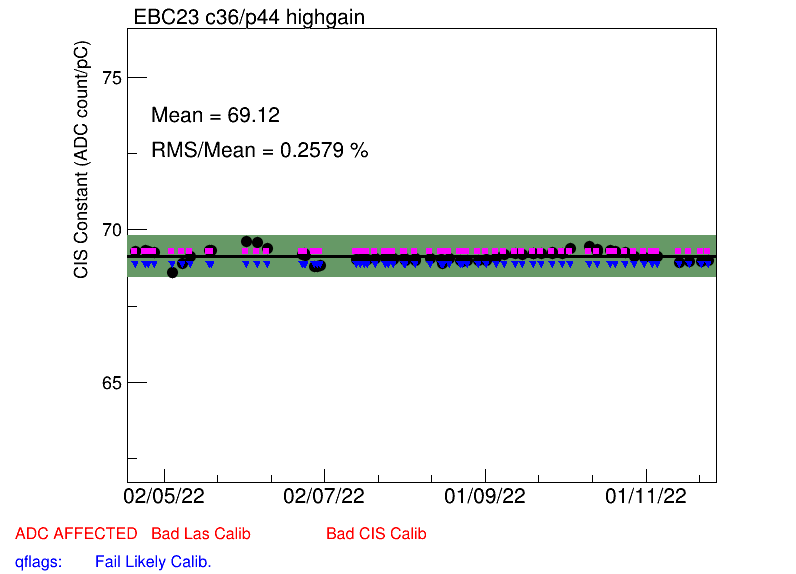 EBC23 c36/p44 highgain
CIS Constant (ADC count/pC)
75
Mean = 69.12
RMS/Mean = 0.2579 %
70
65
02/05/22 02/07/22 01/09/22 01/11/22
ADC AFFECTED Bad Las Calib Bad CIS Calib
qflags: Fail Likely Calib.